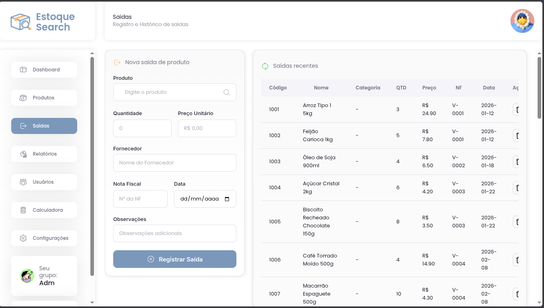 Estoque
Search
Saídas
Registro e Histórico de saídas
Dashboard
Produtos
Saídas
Relatórios
Usuários
Calculadora
Configurações
Seu
grupo:
Adm
Nova saída de produto
Produto
Digite o produto
Quantidade
Preço Unitário
0
R$ 0,00
Fornecedor
Nome do Fornecedor
Nota Fiscal
Data
Nº da NF
dd/mm/aaaa
Observações
Observações adicionais
Registrar Saída
Saídas recentes
Código Nome Categoria QTD Preço NF Data Aç
1001 Arroz Tipo 1 5kg - 3 R$ 24.90 V-0001 2026-01-12
1002 Feijão Carioca 1kg - 5 R$ 7.80 V-0001 2026-01-12
1003 Óleo de Soja 900ml - 4 R$ 6.50 V-0002 2026-01-18
1004 Açúcar Cristal 2kg - 6 R$ 4.20 V-0003 2026-01-22
1005 Biscoito Recheado Chocolate 150g - 8 R$ 3.50 V-0003 2026-01-22
1006 Café Torrado Moído 500g - 4 R$ 14.90 V-0004 2026-02-08
1007 Macarrão Espaguete 500g - 10 R$ 4.30 V-0004 2026-02-08